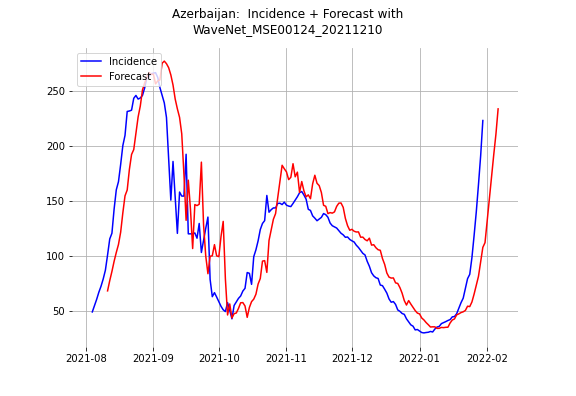 Azerbaijan:  Incidence + Forecast with
WaveNet_MSE00124_20211210
Incidence
Forecast
250
200
150
100
50
2021-08 2021-09 2021-10 2021-11 2021-12 2022-01 2022-02